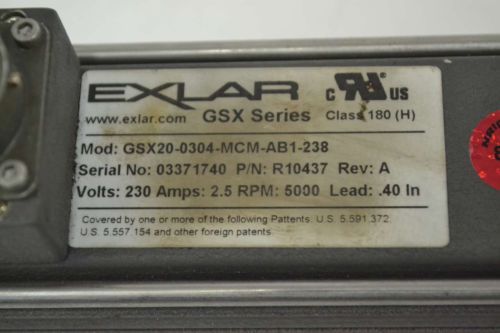 EXLAR
C RU US
www.exlar.com GSX Series Class 180 (H)
Mod: GSX20-0304-MCM-AB1-238
Serial No: 03371740 P/N: R10437 Rev: A
Volts: 230 Amps: 2.5 RPM: 5000 Lead: .40 In
Covered by one or more of the following Pattents. U.S. 5.591.372.
U.S. 5.557.154 and other foreign patents.